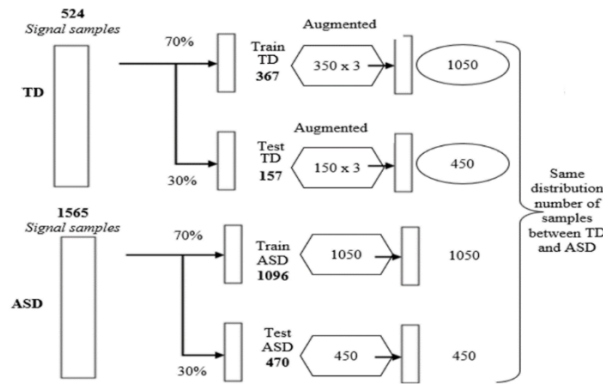 524
Signal samples
TD
70%
30%
Train
TD
367
Augmented
350 x 3
1050
Test
TD
157
Augmented
150 x 3
450
1565
Signal samples
ASD
70%
30%
Train
ASD
1096
1050
1050
Test
ASD
470
450
450
Same
distribution
number of
samples
between TD
and ASD